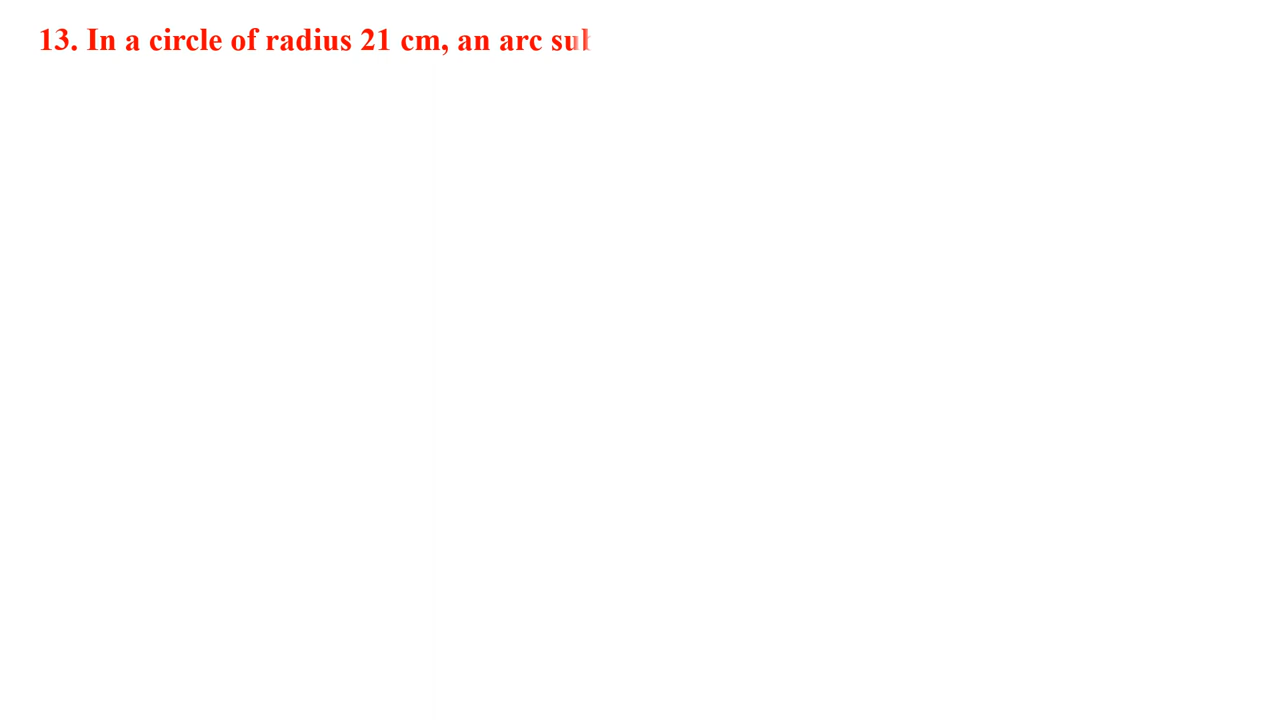 13. In a circle of radius 21 cm, an arc